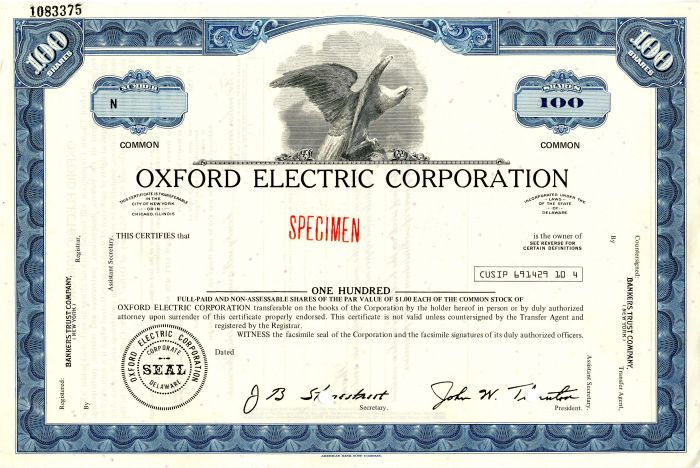 1083375
100
SHARES
100
SHARES
NUMBER
N
COMMON
SHARES
100
COMMON
OXFORD ELECTRIC CORPORATION
THIS CERTIFICATE IS TRANSFERABLE
IN THE
CITY OF NEW YORK
OR IN
CHICAGO, ILLINOIS
INCORPORATED UNDER THE
LAWS
OF THE STATE
OF
DELAWARE
THIS CERTIFIES that
SPECIMEN
is the owner of
SEE REVERSE FOR
CERTAIN DEFINITIONS
CUSIP 691429 10 4
ONE HUNDRED
FULL-PAID AND NON-ASSESSABLE SHARES OF THE PAR VALUE OF $1.00 EACH OF THE COMMON STOCK OF
OXFORD ELECTRIC CORPORATION transferable on the books of the Corporation by the holder hereof in person or by duly authorized
attorney upon surrender of this certificate properly endorsed. This certificate is not valid unless countersigned by the Transfer Agent and
registered by the Registrar.
WITNESS the facsimile seal of the Corporation and the facsimile signatures of its duly authorized officers.
Dated
OXFORD ELECTRIC CORPORATION
CORPORATE
SEAL
DELAWARE
Secretary.
John W.
President.
Registered:
BANKERS TRUST COMPANY,
(NEW YORK)
Registrar,
By
Assistant Secretary.
Countersigned:
BANKERS TRUST COMPANY,
(NEW YORK)
Transfer Agent,
By
Assistant Secretary.
AMERICAN BANK NOTE COMPANY.